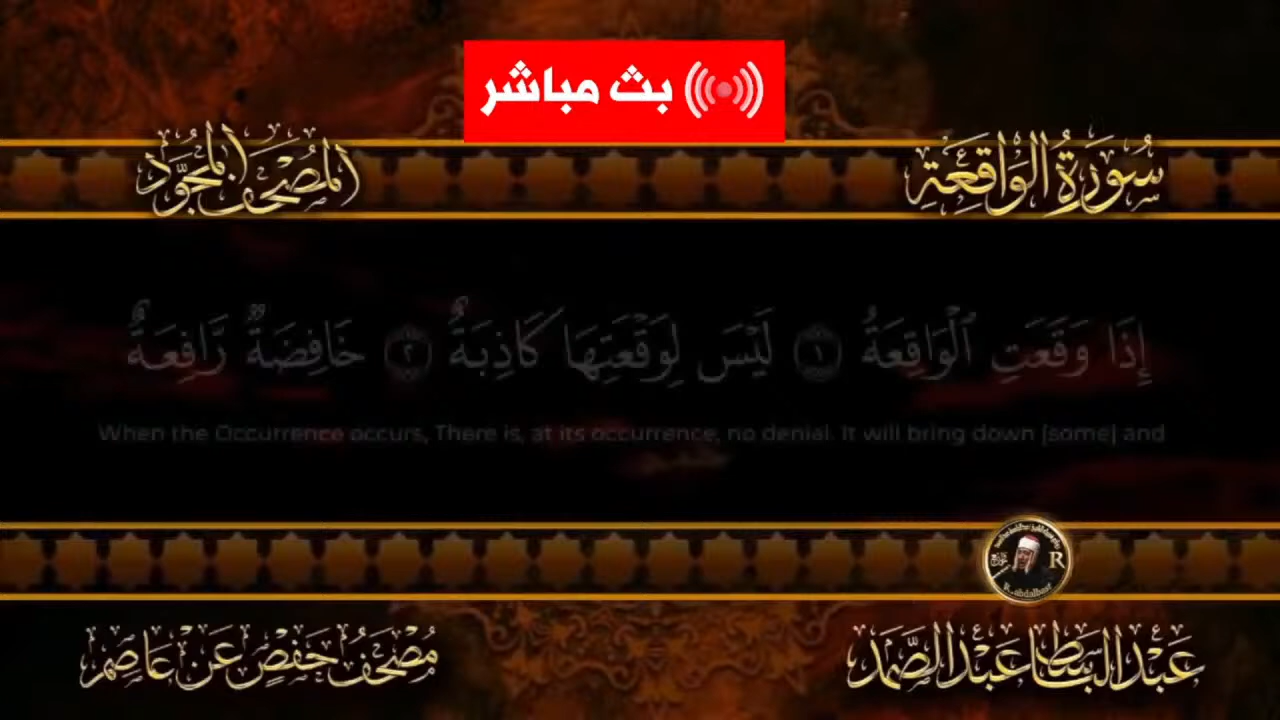 بث مباشر
سُورَةُ الوَاقِعَةِ
المُصْحَفُ المُجَوَّد
إِذَا وَقَعَتِ ٱلْوَاقِعَةُ ١ لَيْسَ لِوَقْعَتِهَا كَاذِبَةٌ ٢ خَافِضَةٌ رَّافِعَةٌ
When the Occurrence occurs, There is, at its occurrence, no denial. It will bring down [some] and
R
عَبْدُ البَاسِط عَبْدُ الصَّمَد
مُصْحَفُ حَفْصٍ عَنْ عَاصِم